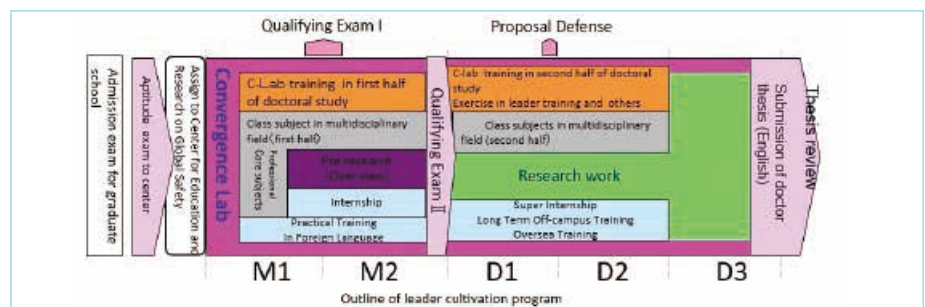 Qualifying Exam I
Proposal Defense
Admission exam for graduate
school
Aptitude exam to center
Assign to Center for Education and
Research on Global Safety
Convergence Lab
C-Lab training in first half
of doctoral study
Class subject in multidisciplinary
field(first half)
Professional
Core subjects
Pre research
(Over view)
Internship
Practical Training
In Foreign Language
Qualifying Exam II
C-lab training in second half of doctoral
study
Exercise in leader training and others
Class subjects in multidisciplinary
field (second half)
Research work
Super Internship
Long Term Off-campus Training
Oversea Training
Submission of doctor
thesis (English)
Thesis review
M1
M2
D1
D2
D3
Outline of leader cultivation program